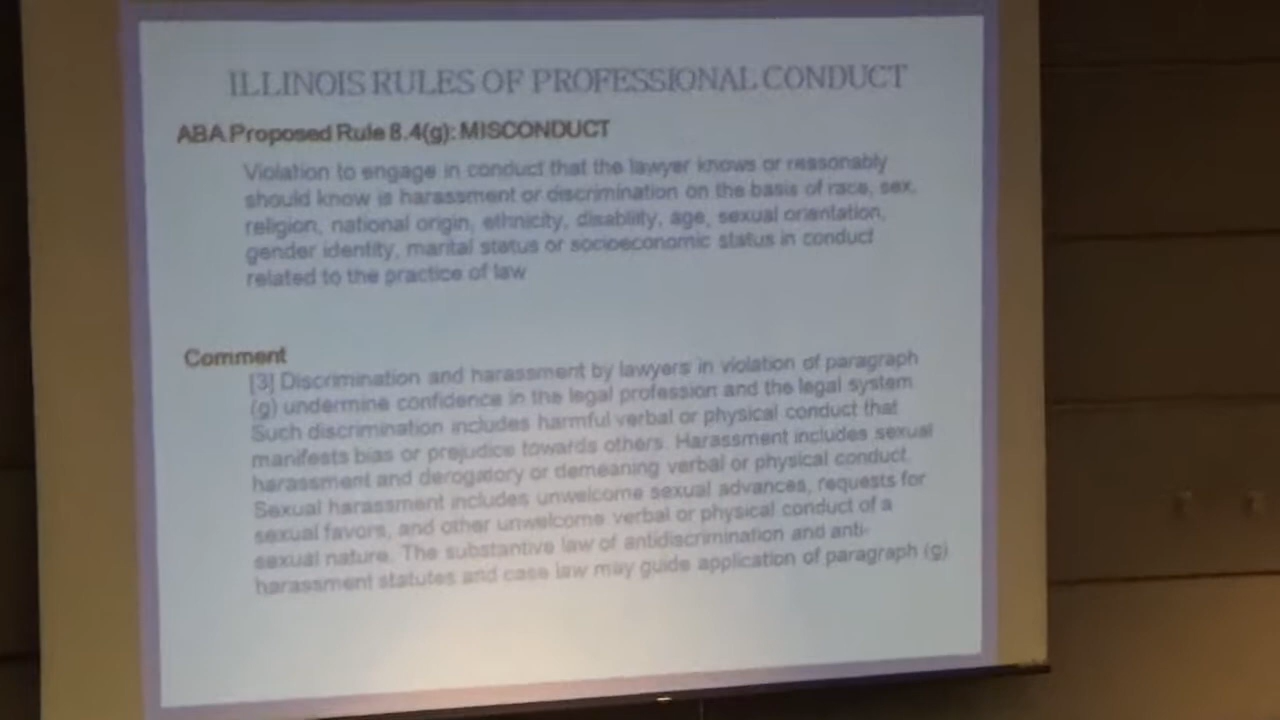 ILLINOIS RULES OF PROFESSIONAL CONDUCT
ABA Proposed Rule 8.4(g): MISCONDUCT
Violation to engage in conduct that the lawyer knows or reasonably
should know is harassment or discrimination on the basis of race, sex,
religion, national origin, ethnicity, disability, age, sexual orientation,
gender identity, marital status or socioeconomic status in conduct
related to the practice of law
Comment
[3] Discrimination and harassment by lawyers in violation of paragraph
(g) undermine confidence in the legal profession and the legal system
Such discrimination includes harmful verbal or physical conduct that
manifests bias or prejudice towards others. Harassment includes sexual
harassment and derogatory or demeaning verbal or physical conduct.
Sexual harassment includes unwelcome sexual advances, requests for
sexual favors, and other unwelcome verbal or physical conduct of a
sexual nature. The substantive law of antidiscrimination and anti-
harassment statutes and case law may guide application of paragraph (g)